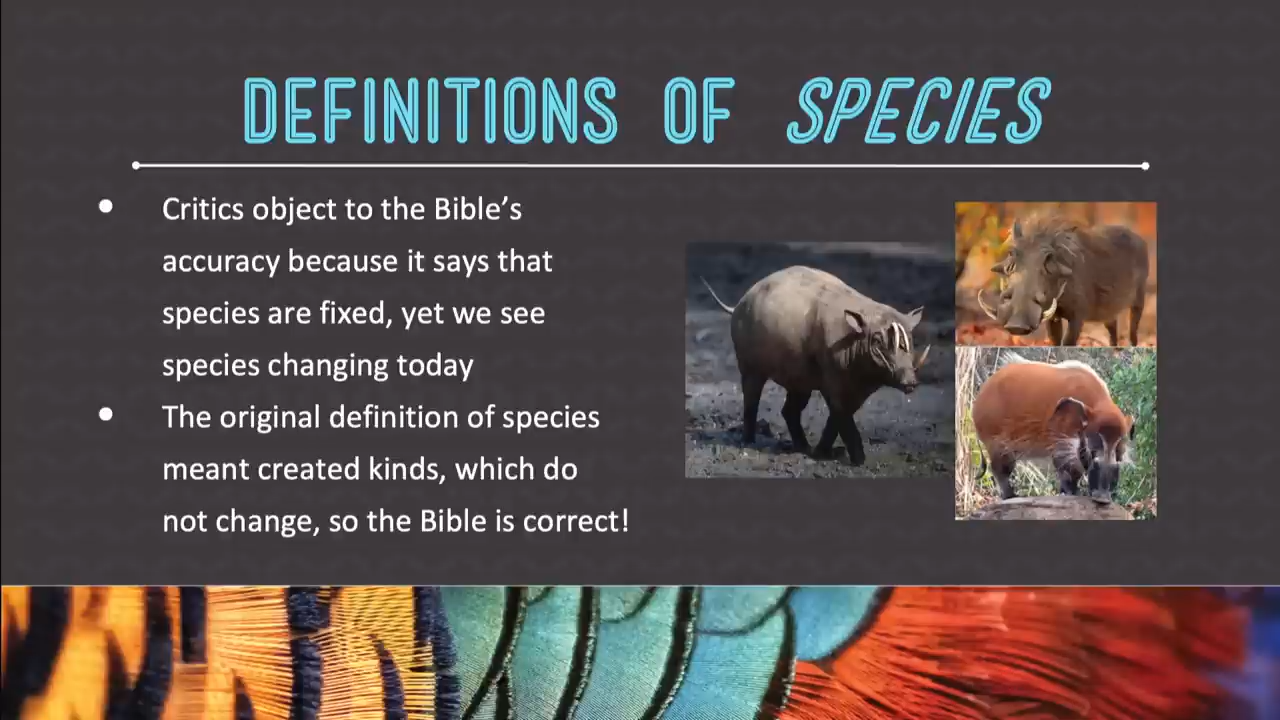 DEFINITIONS OF SPECIES
• Critics object to the Bible’s
accuracy because it says that
species are fixed, yet we see
species changing today
• The original definition of species
meant created kinds, which do
not change, so the Bible is correct!